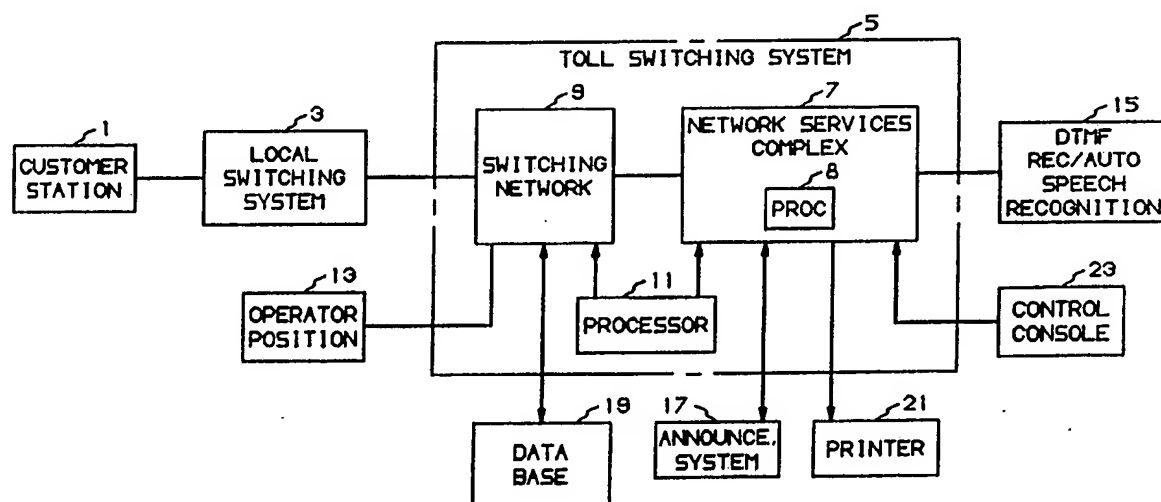 5
TOLL SWITCHING SYSTEM
1
CUSTOMER
STATION
3
LOCAL
SWITCHING
SYSTEM
9
SWITCHING
NETWORK
7
NETWORK SERVICES
COMPLEX
8
PROC
15
DTMF
REC/AUTO
SPEECH
RECOGNITION
13
OPERATOR
POSITION
11
PROCESSOR
23
CONTROL
CONSOLE
19
DATA
BASE
17
ANNOUNCE.
SYSTEM
21
PRINTER